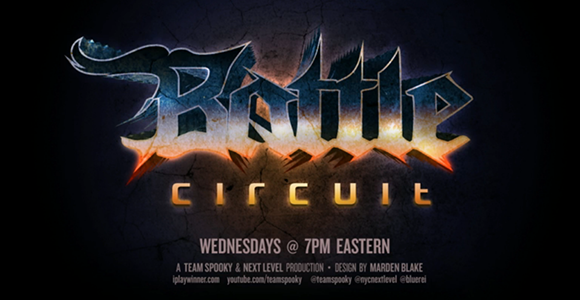 Battle
circuit
WEDNESDAYS @ 7PM EASTERN
A TEAM SPOOKY & NEXT LEVEL PRODUCTION • DESIGN BY MARDEN BLAKE
iplaywinner.com youtube.com/teamspooky @teamspooky @nycnextlevel @bluerei